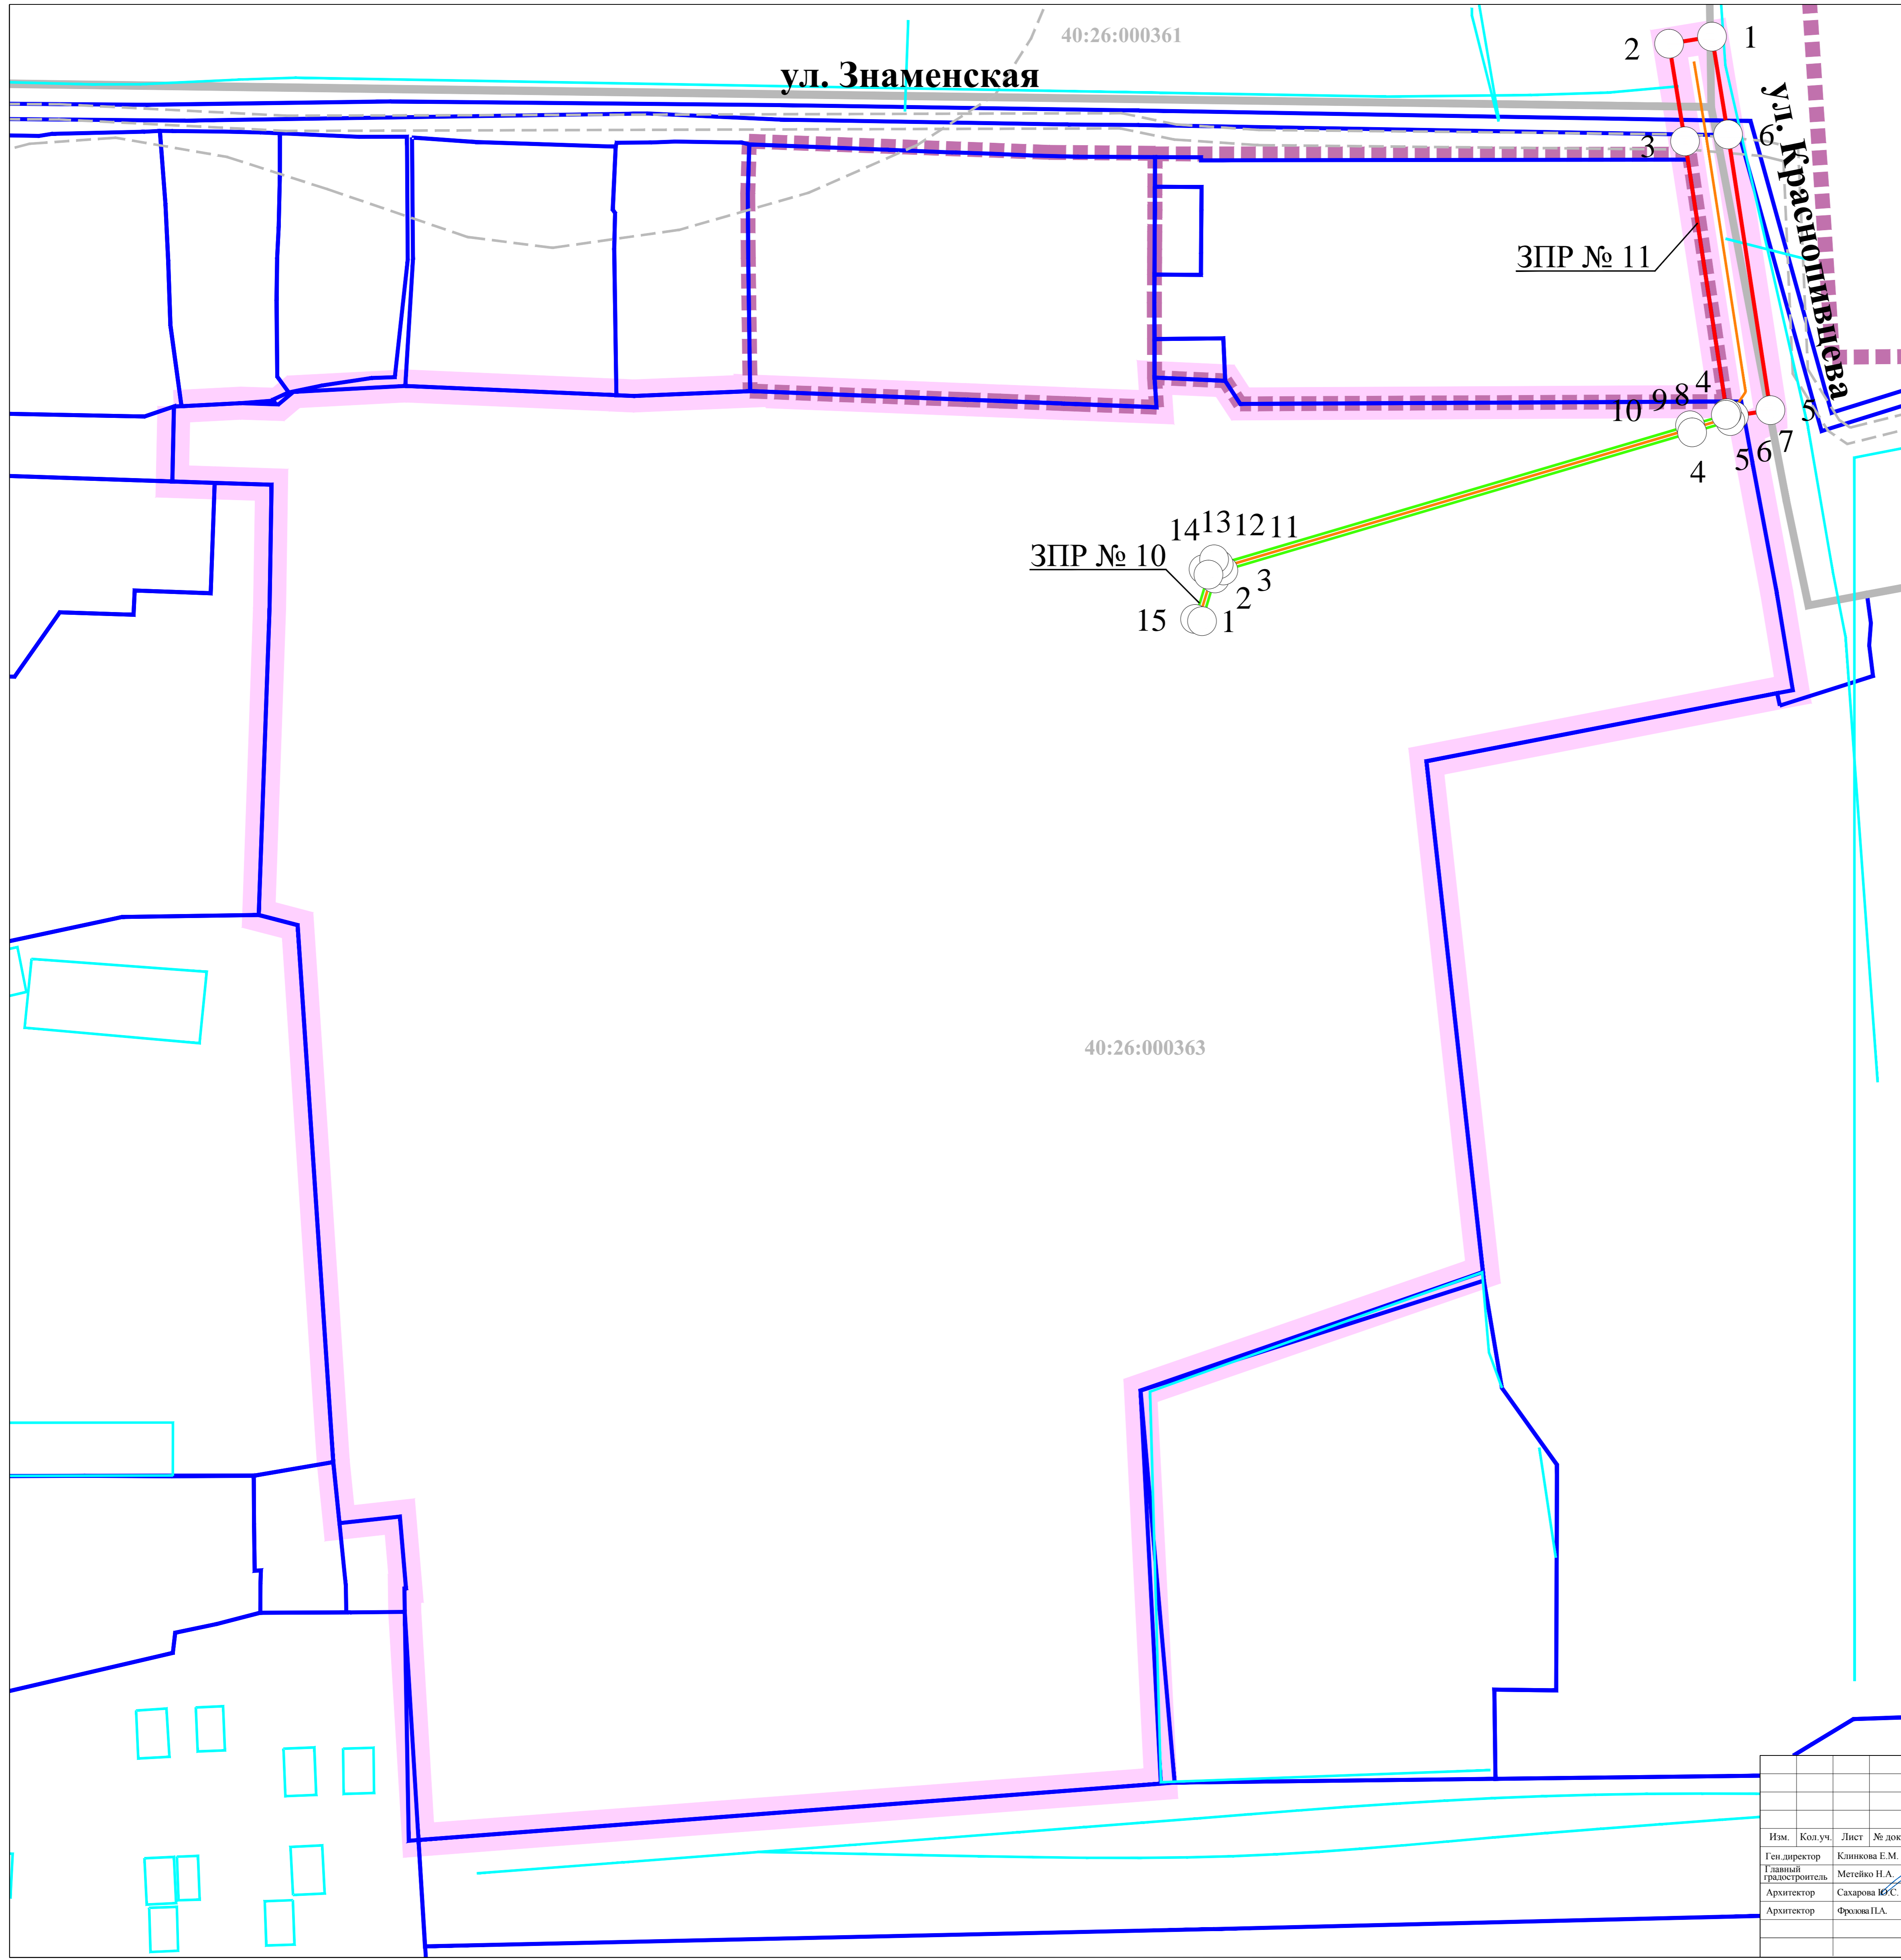 40:26:000361
ул. Знаменская
2
1
ул. Краснопивцева
3
6
ЗПР № 11
4
8
9
10
5
7
6
5
4
14
13
12
11
ЗПР № 10
3
2
15
1
40:26:000363
Изм. Кол.уч. Лист № док
Ген.директор Клинкова Е.М.
Главный градостроитель Метейко Н.А.
Архитектор Сахарова Ю.С.
Архитектор Фролова П.А.